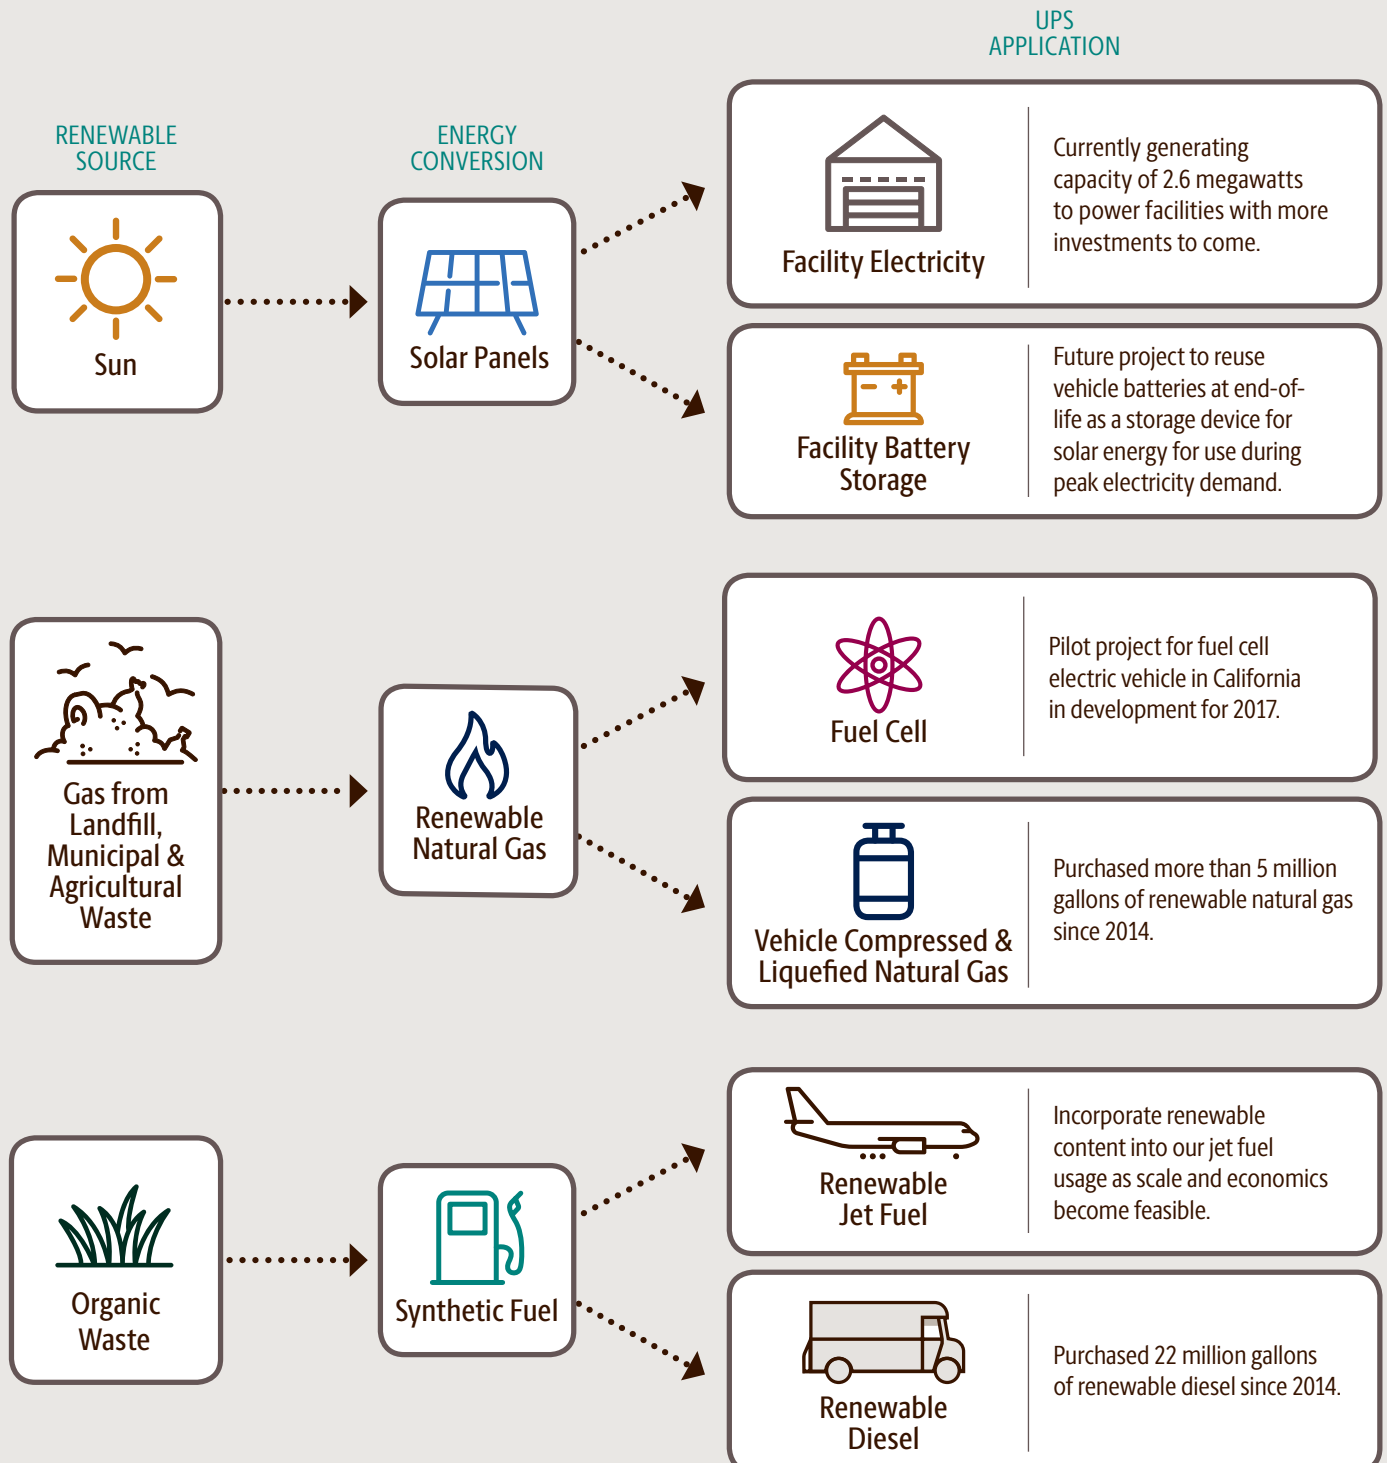 UPS
APPLICATION
RENEWABLE
SOURCE
ENERGY
CONVERSION
Sun
Solar Panels
Facility Electricity
Currently generating
capacity of 2.6 megawatts
to power facilities with more
investments to come.
Facility Battery
Storage
Future project to reuse
vehicle batteries at end-of-
life as a storage device for
solar energy for use during
peak electricity demand.
Gas from
Landfill,
Municipal &
Agricultural
Waste
Renewable
Natural Gas
Fuel Cell
Pilot project for fuel cell
electric vehicle in California
in development for 2017.
Vehicle Compressed &
Liquefied Natural Gas
Purchased more than 5 million
gallons of renewable natural gas
since 2014.
Organic
Waste
Synthetic Fuel
Renewable
Jet Fuel
Incorporate renewable
content into our jet fuel
usage as scale and economics
become feasible.
Renewable
Diesel
Purchased 22 million gallons
of renewable diesel since 2014.